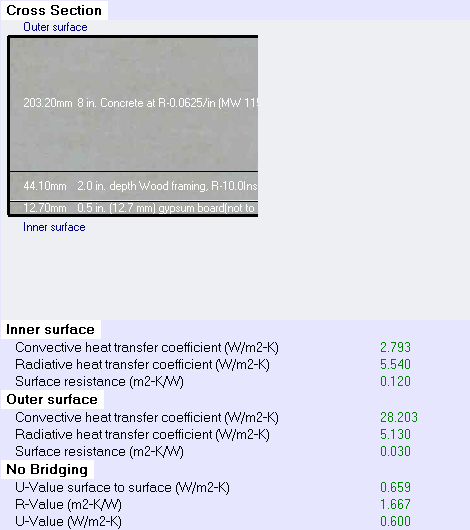 Cross Section
Outer surface
203.20mm 8 in. Concrete at R-0.0625/in (MW 115
44.10mm 2.0 in. depth Wood framing, R-10.0Ins
12.70mm 0.5 in. (12.7 mm) gypsum board(not to
Inner surface
Inner surface
Convective heat transfer coefficient (W/m2-K) 2.793
Radiative heat transfer coefficient (W/m2-K) 5.540
Surface resistance (m2-K/W) 0.120
Outer surface
Convective heat transfer coefficient (W/m2-K) 28.203
Radiative heat transfer coefficient (W/m2-K) 5.130
Surface resistance (m2-K/W) 0.030
No Bridging
U-Value surface to surface (W/m2-K) 0.659
R-Value (m2-K/W) 1.667
U-Value (W/m2-K) 0.600